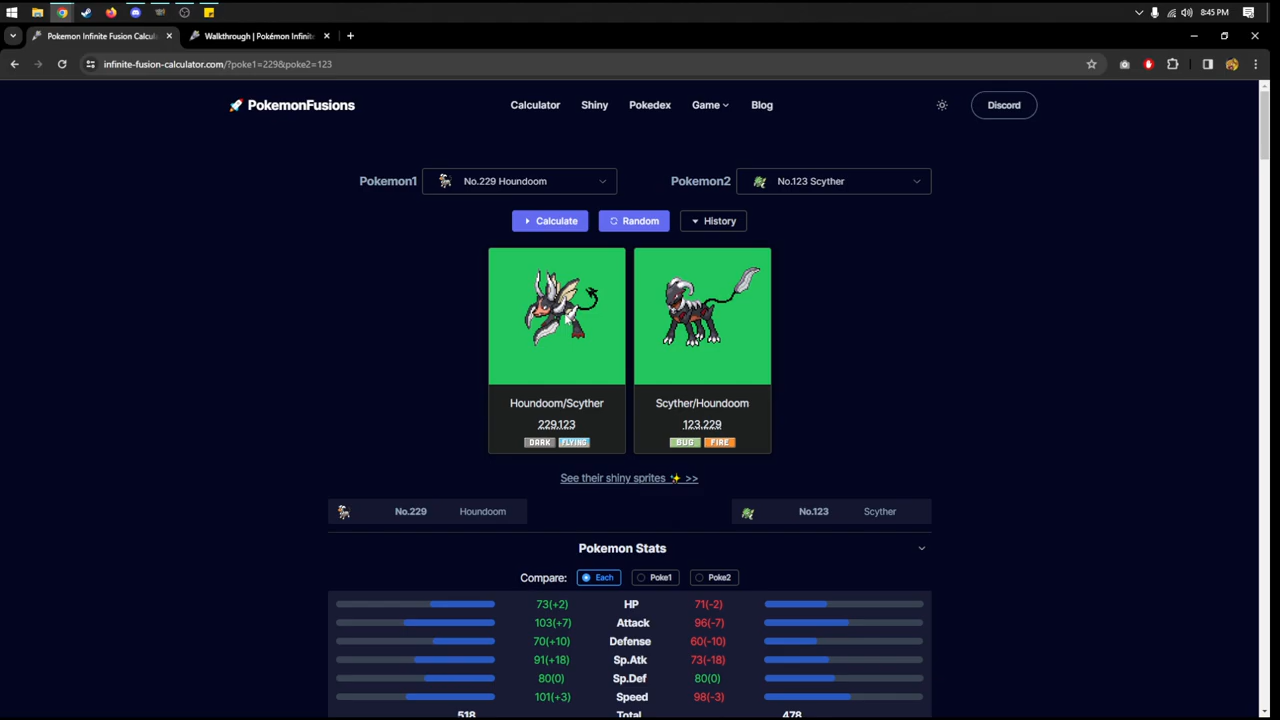 8:45 PM
Pokemon Infinite Fusion Calcula
Walkthrough | Pokémon Infinite
infinite-fusion-calculator.com/?poke1=229&poke2=123
PokemonFusions
Calculator
Shiny
Pokedex
Game
Blog
Discord
Pokemon1
No.229 Houndoom
Pokemon2
No.123 Scyther
Calculate
Random
History
Houndoom/Scyther
229.123
DARK FLYING
Scyther/Houndoom
123.229
BUG FIRE
See their shiny sprites ✨ >>
No.229 Houndoom
No.123 Scyther
Pokemon Stats
Compare: Each Poke1 Poke2
73(+2) HP 71(-2)
103(+7) Attack 96(-7)
70(+10) Defense 60(-10)
91(+18) Sp.Atk 73(-18)
80(0) Sp.Def 80(0)
101(+3) Speed 98(-3)
518 Total 478